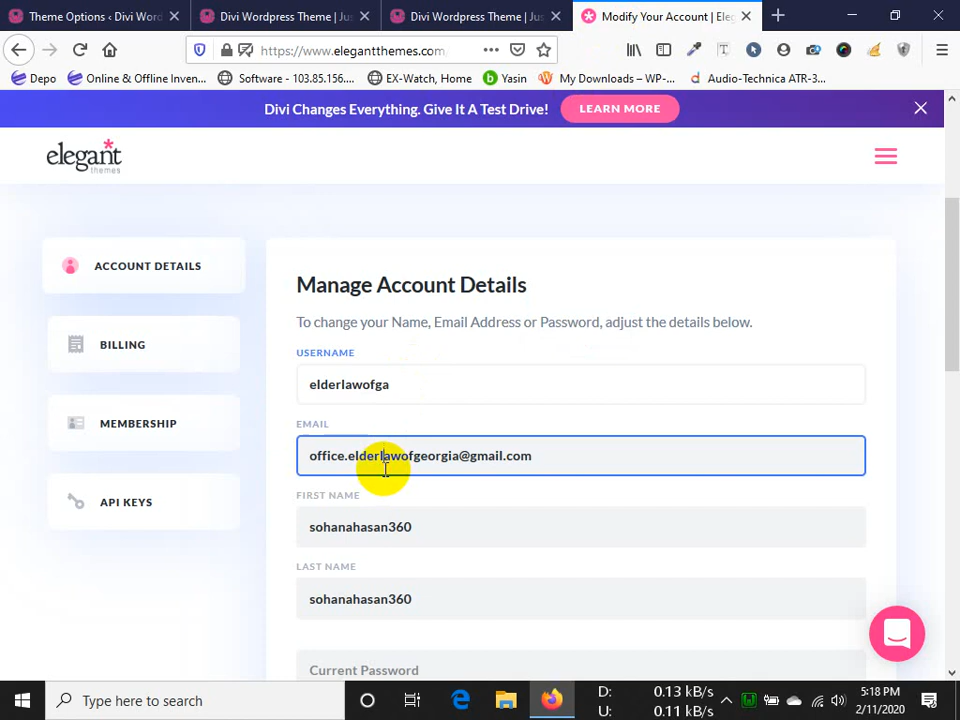 Theme Options ‹ Divi Word
Divi Wordpress Theme | Jus
Divi Wordpress Theme | Jus
Modify Your Account | Eleg
https://www.elegantthemes.com
Depo
Online & Offline Inven...
Software - 103.85.156....
EX-Watch, Home
Yasin
My Downloads – WP-...
Audio-Technica ATR-3...
Divi Changes Everything. Give It A Test Drive!
LEARN MORE
elegant
themes
ACCOUNT DETAILS
BILLING
MEMBERSHIP
API KEYS
Manage Account Details
To change your Name, Email Address or Password, adjust the details below.
USERNAME
elderlawofga
EMAIL
office.elderlawofgeorgia@gmail.com
FIRST NAME
sohanahasan360
LAST NAME
sohanahasan360
Current Password
Type here to search
D: 0.13 kB/s
U: 0.11 kB/s
5:18 PM
2/11/2020